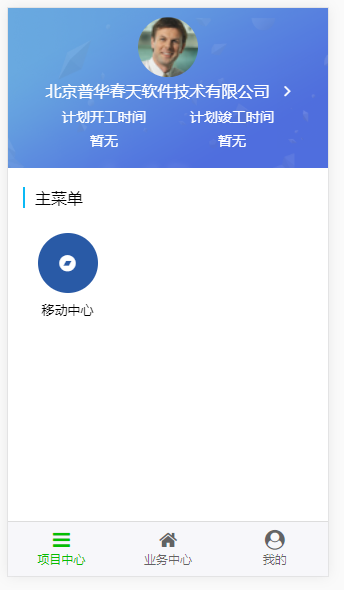 北京普华春天软件技术有限公司
计划开工时间 计划竣工时间
暂无 暂无
主菜单
移动中心
项目中心 业务中心 我的